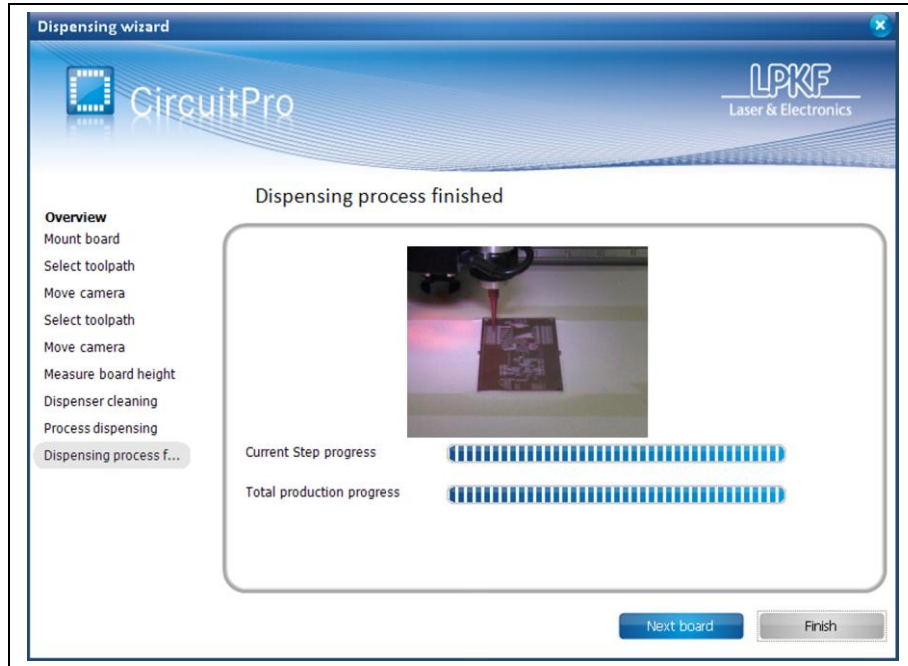 Dispensing wizard
CircuitPro
LPKF
Laser & Electronics
Dispensing process finished
Overview
Mount board
Select toolpath
Move camera
Select toolpath
Move camera
Measure board height
Dispenser cleaning
Process dispensing
Dispensing process f...
Current Step progress
Total production progress
Next board
Finish